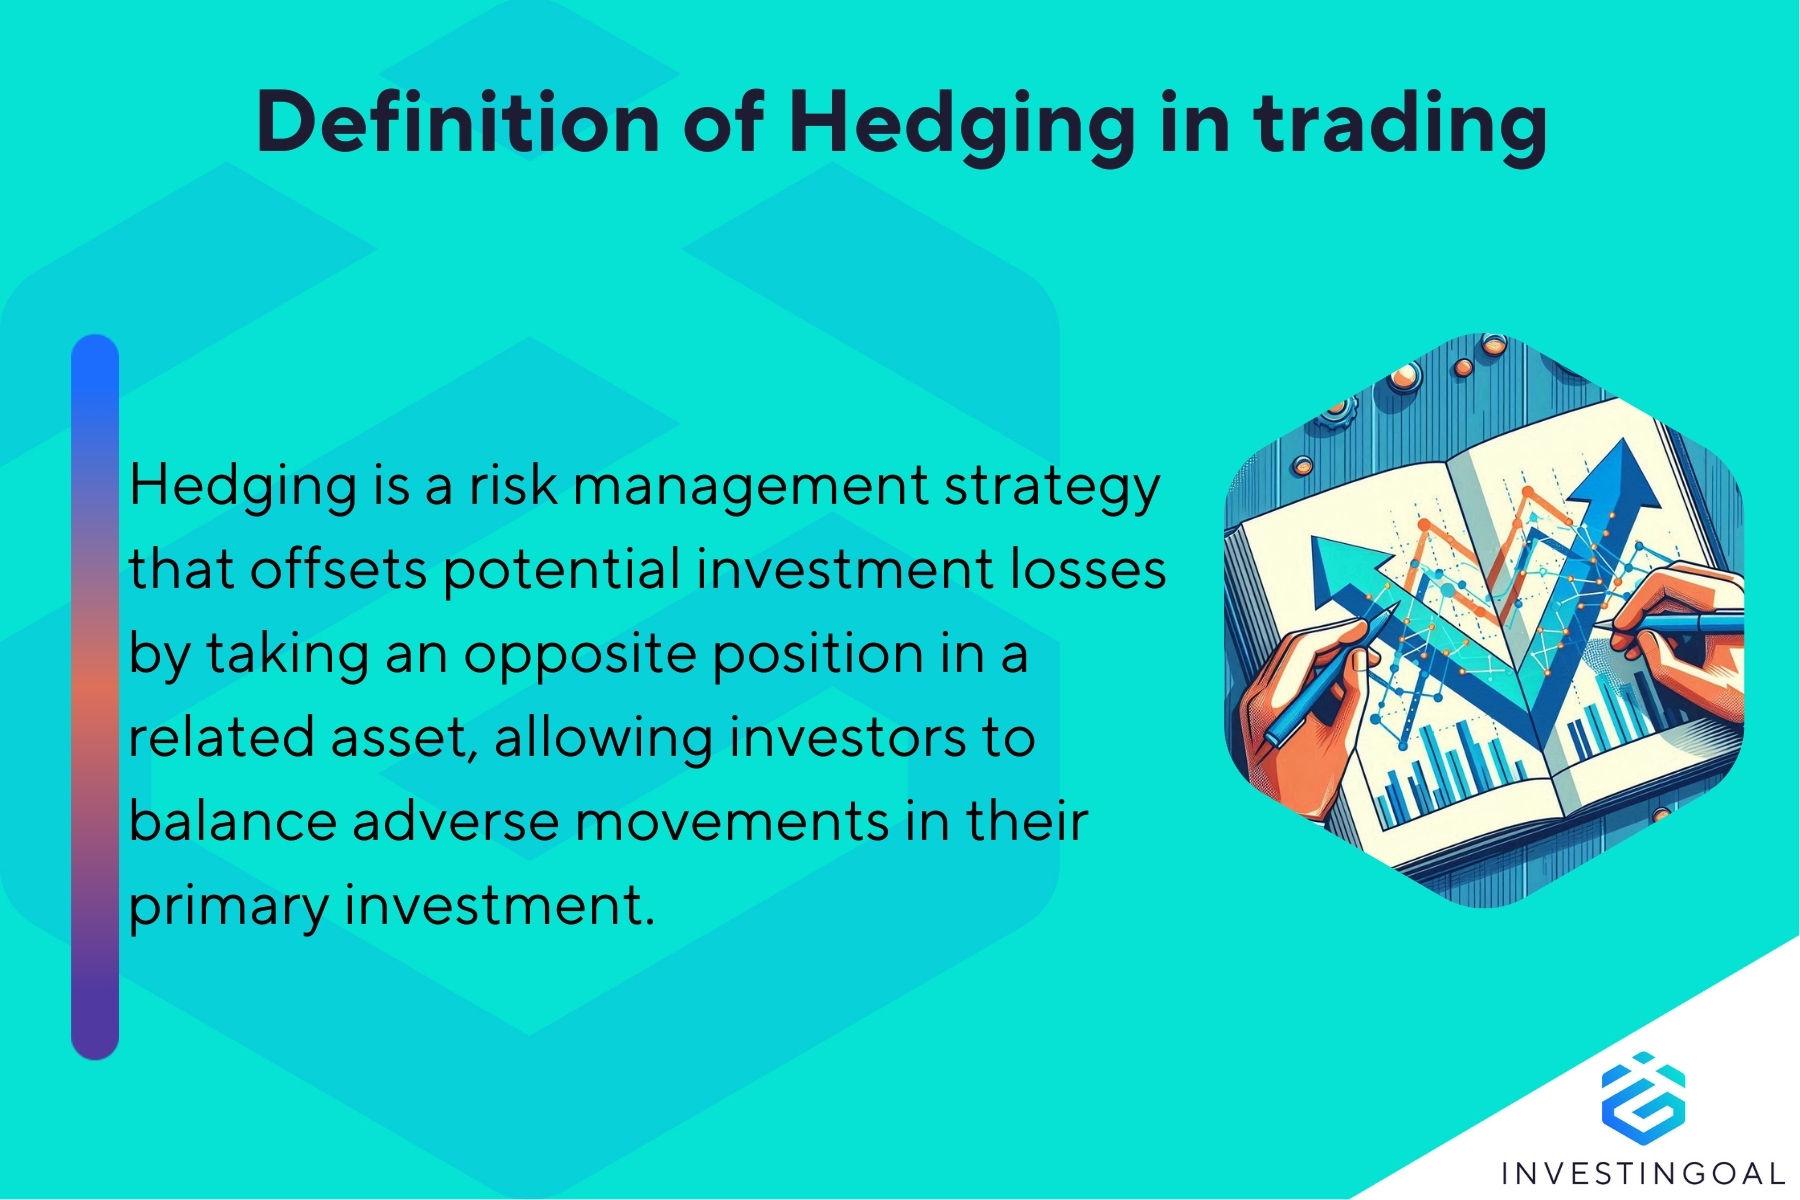 Definition of Hedging in trading
Hedging is a risk management strategy
that offsets potential investment losses
by taking an opposite position in a
related asset, allowing investors to
balance adverse movements in their
primary investment.
INVESTINGOAL